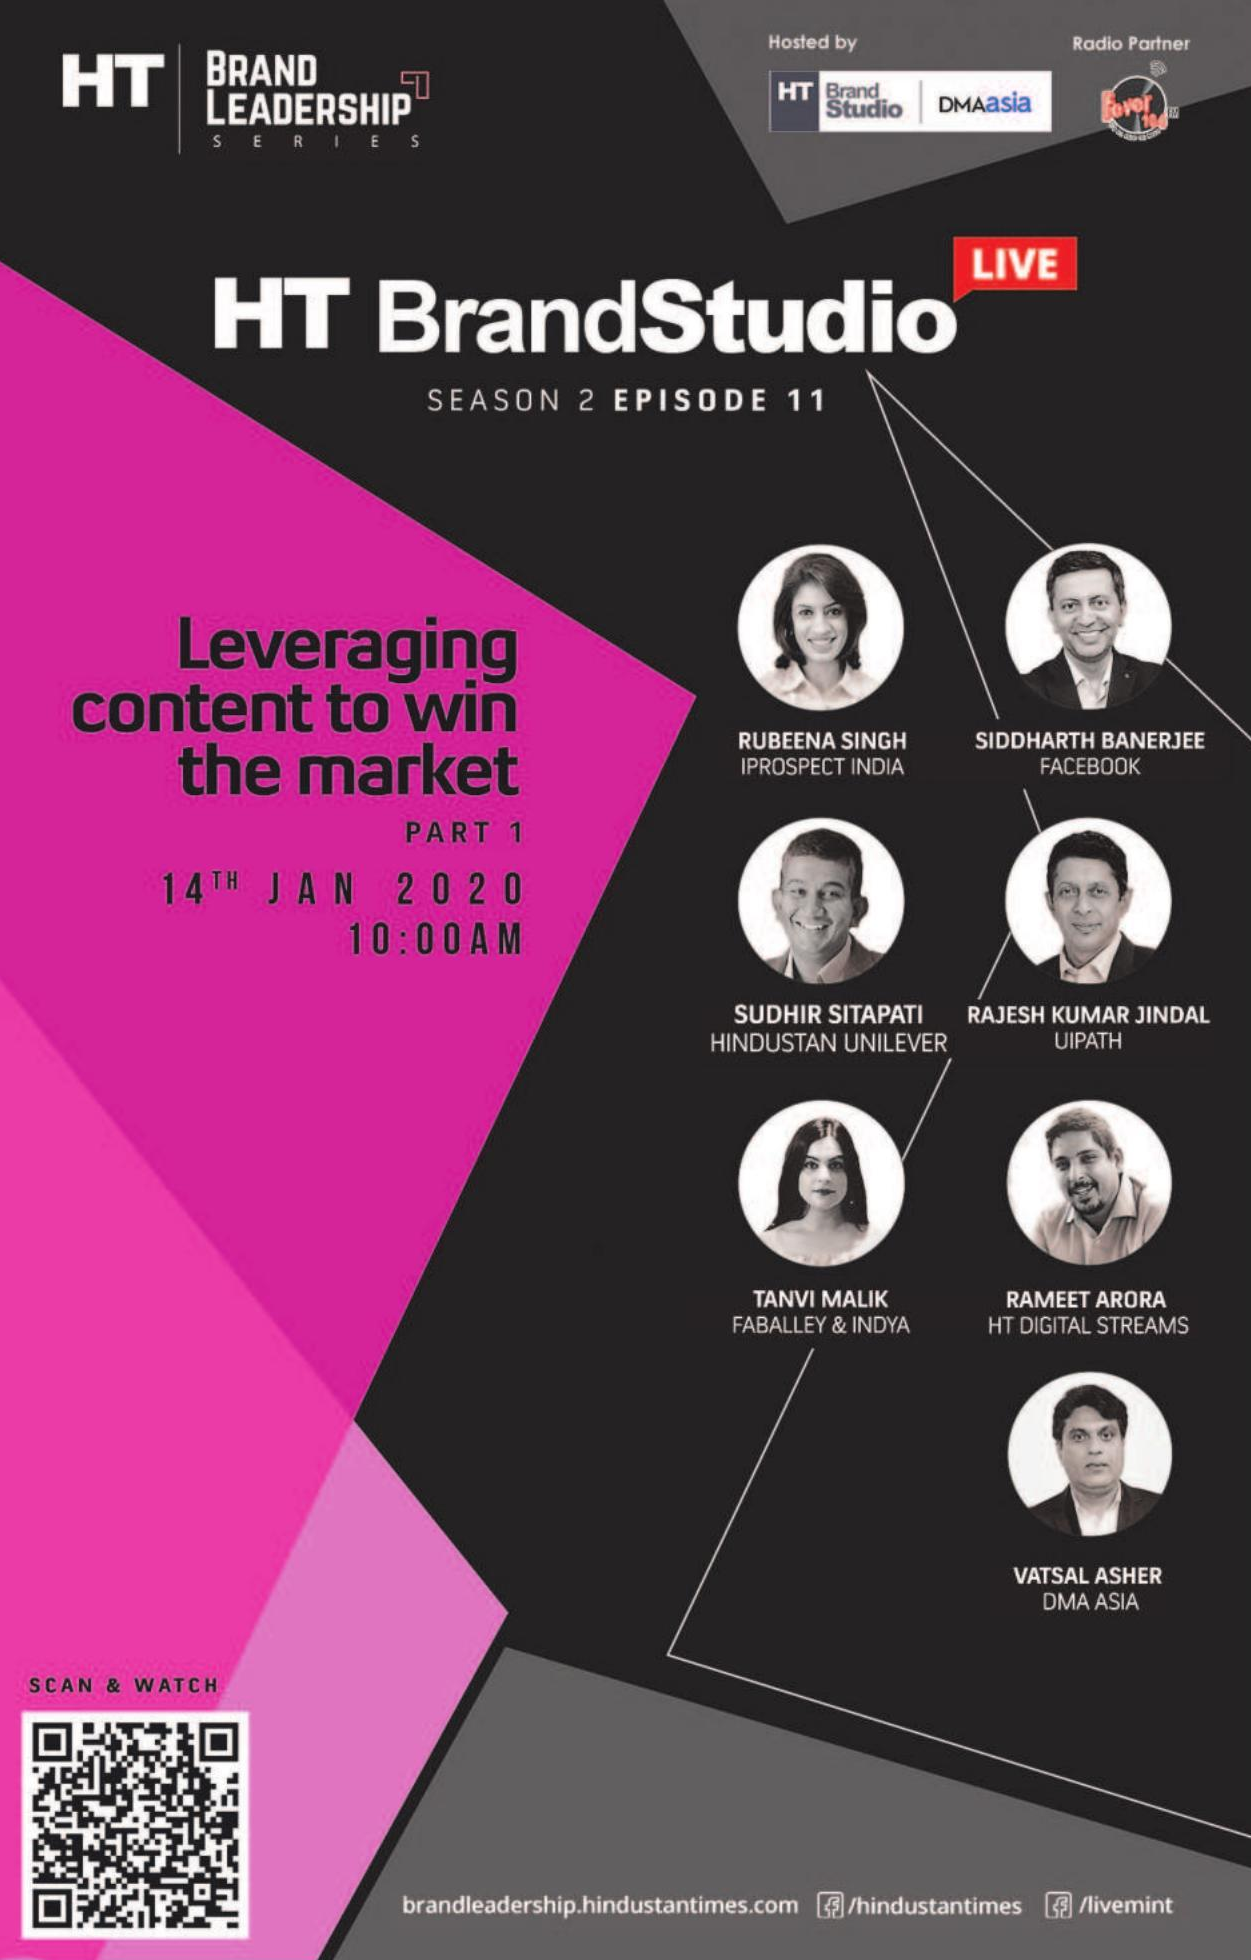 HT
BRAND
LEADERSHIP
SERIES
Hosted by
HT Brand
Studio
DMAasia
Radio Partner
Fever
104
FM
LIVE
HT BrandStudio
SEASON 2 EPISODE 11
Leveraging
content to win
the market
PART 1
14TH JAN 2020
10:00AM
RUBEENA SINGH
IPROSPECT INDIA
SIDDHARTH BANERJEE
FACEBOOK
SUDHIR SITAPATI
HINDUSTAN UNILEVER
RAJESH KUMAR JINDAL
UIPATH
TANVI MALIK
FABALLEY & INDYA
RAMEET ARORA
HT DIGITAL STREAMS
VATSAL ASHER
DMA ASIA
SCAN & WATCH
brandleadership.hindustantimes.com /hindustantimes /livemint